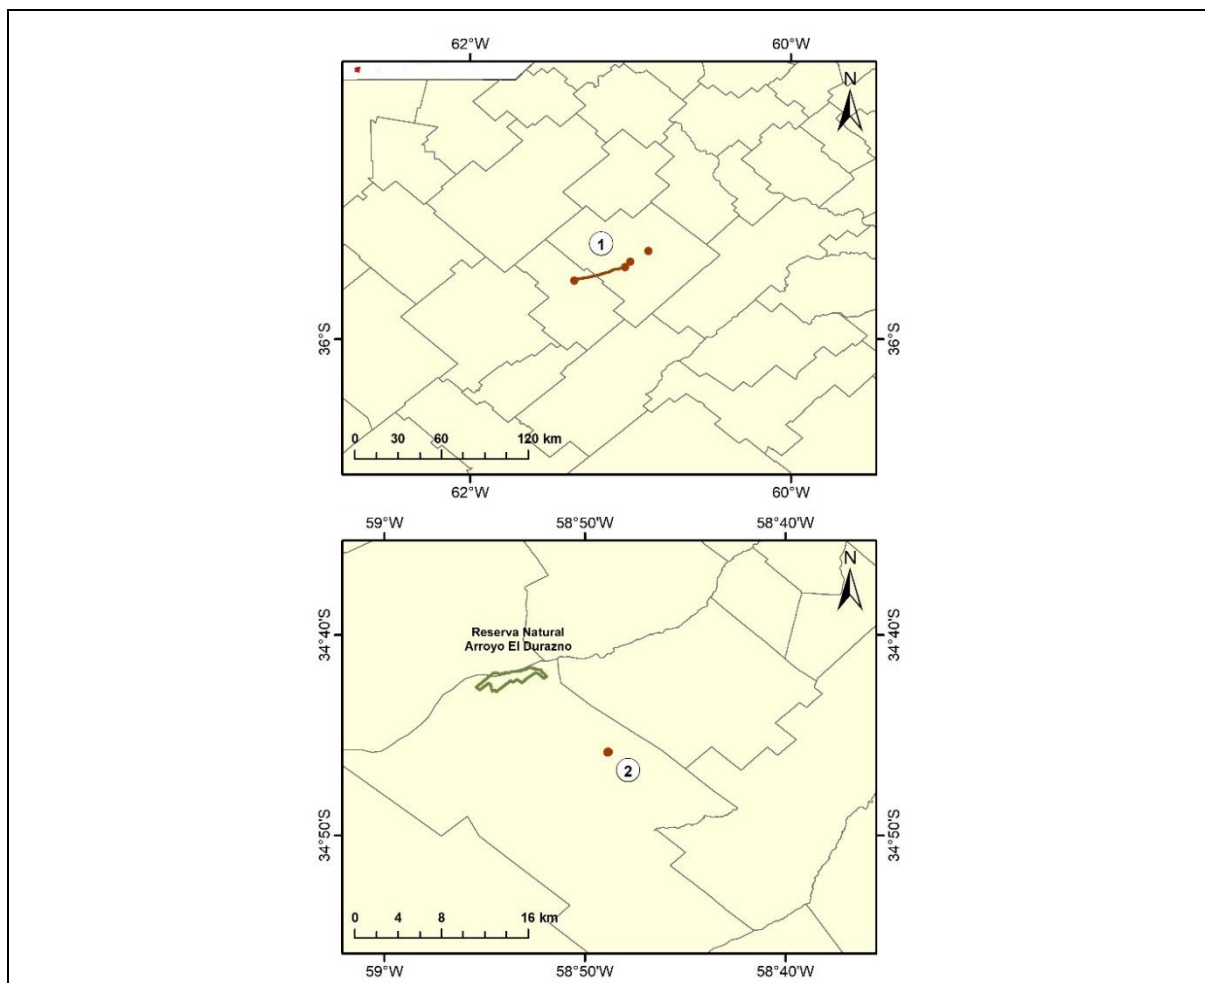 62°W 60°W
N
1
36°S 36°S
0 30 60 120 km
62°W 60°W
59°W 58°50'W 58°40'W
N
34°40'S 34°40'S
Reserva Natural
Arroyo El Durazno
2
34°50'S 34°50'S
0 4 8 16 km
59°W 58°50'W 58°40'W